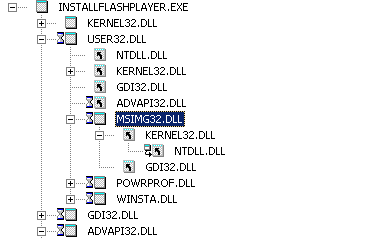 INSTALLFLASHPLAYER.EXE
KERNEL32.DLL
USER32.DLL
NTDLL.DLL
KERNEL32.DLL
GDI32.DLL
ADVAPI32.DLL
MSIMG32.DLL
KERNEL32.DLL
NTDLL.DLL
GDI32.DLL
POWRPROF.DLL
WINSTA.DLL
GDI32.DLL
ADVAPI32.DLL